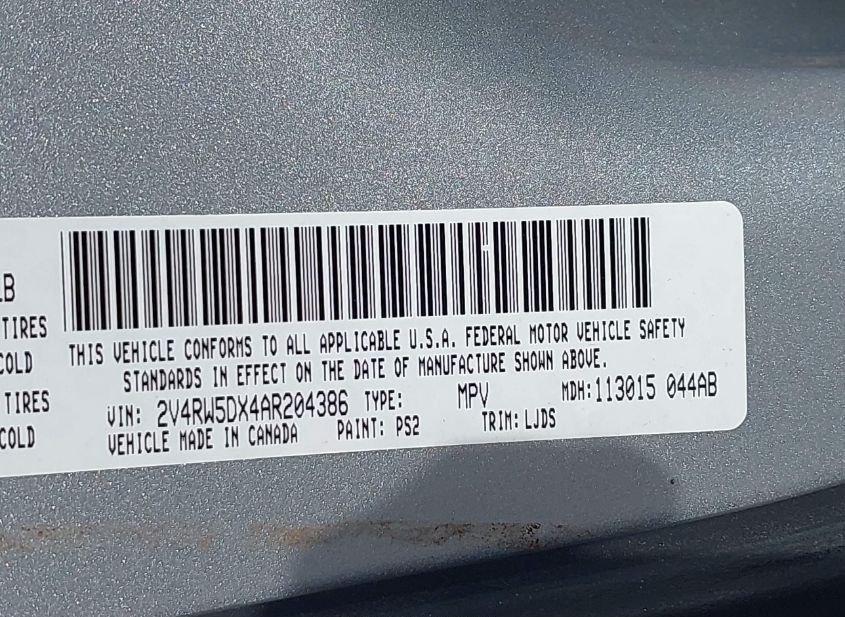 LB
TIRES
COLD
TIRES
COLD
THIS VEHICLE CONFORMS TO ALL APPLICABLE U.S.A. FEDERAL MOTOR VEHICLE SAFETY
STANDARDS IN EFFECT ON THE DATE OF MANUFACTURE SHOWN ABOVE.
VIN: 2V4RW5DX4AR204386 TYPE: MPV MDH:113015 044AB
VEHICLE MADE IN CANADA PAINT: PS2 TRIM: LJDS